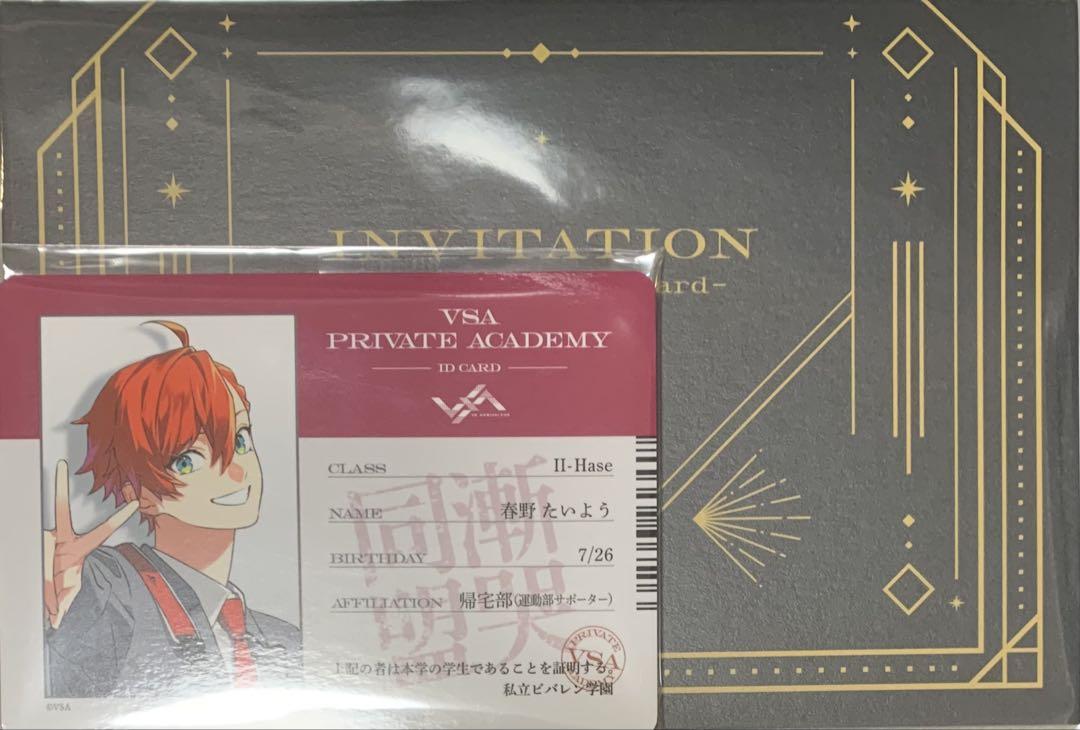 INVITATION
ard-
VSA
PRIVATE ACADEMY
ID CARD
CLASS II-Hase
NAME 春野 たいよう
BIRTHDAY 7/26
AFFILIATION 帰宅部(運動部サポーター)
上記の者は本学の学生であることを証明する。
私立ビバレン学園
PRIVATE
VSA
ACADEMY
©VSA